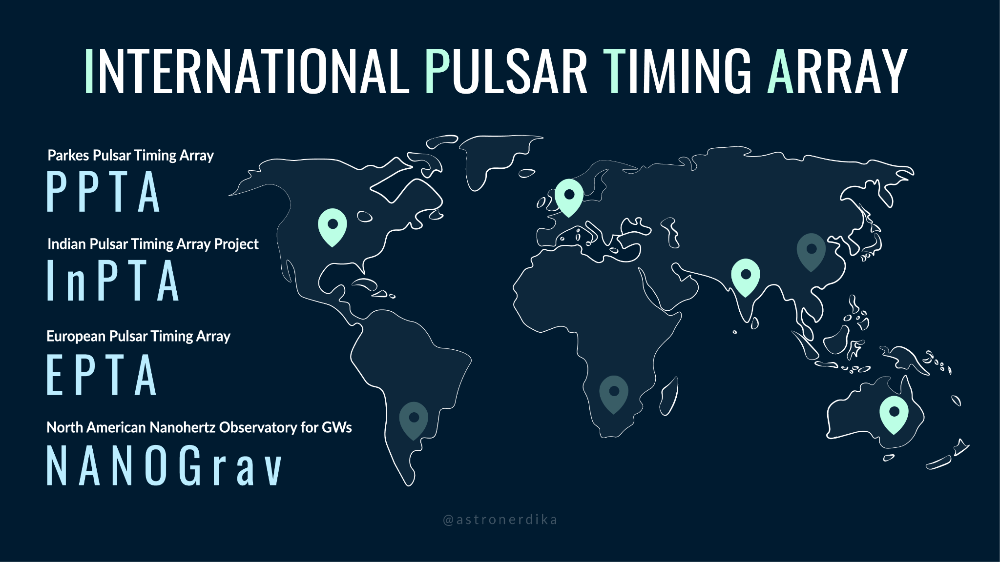 INTERNATIONAL PULSAR TIMING ARRAY
Parkes Pulsar Timing Array
PPTA
Indian Pulsar Timing Array Project
InPTA
European Pulsar Timing Array
EPTA
North American Nanohertz Observatory for GWs
NANOGrav
@astronerdika